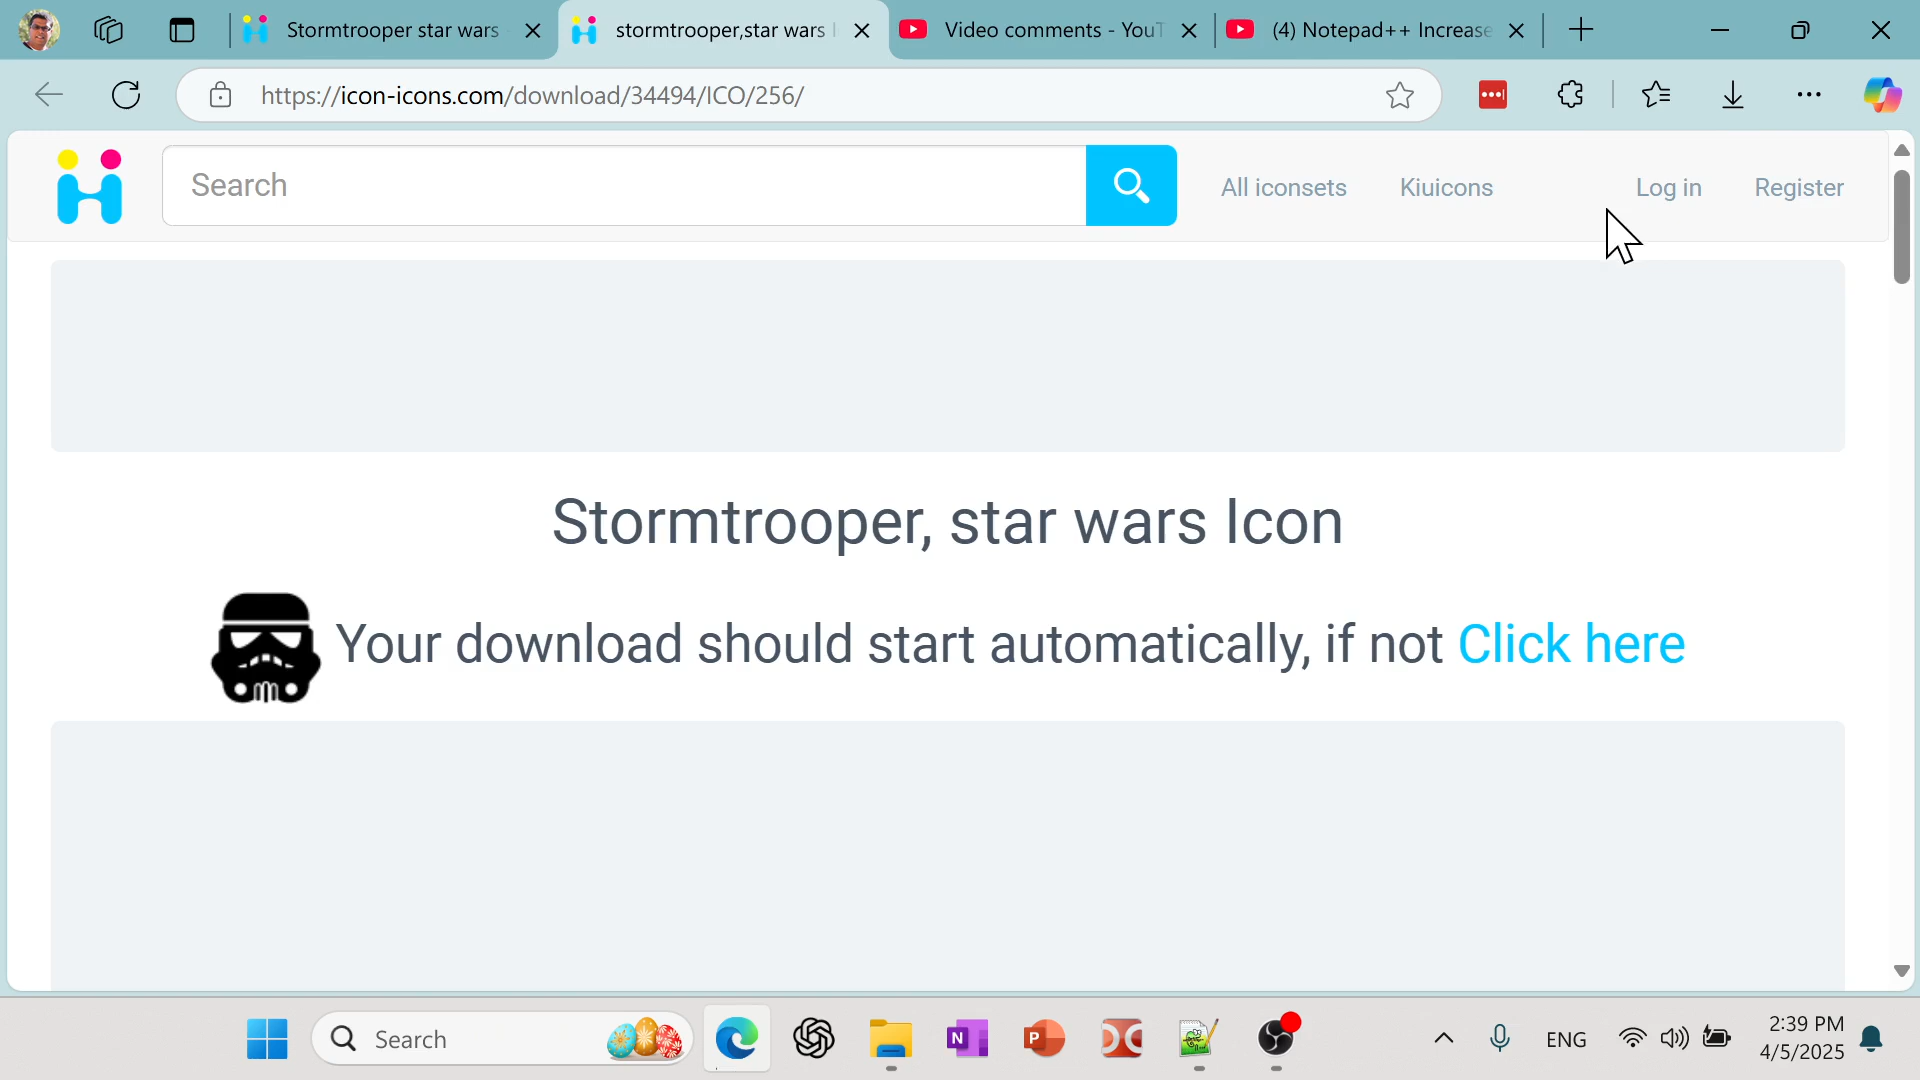 Stormtrooper star wars
stormtrooper,star wars
Video comments - YouT
(4) Notepad++ Increase
https://icon-icons.com/download/34494/ICO/256/
Search
All iconsets
Kiuicons
Log in
Register
Stormtrooper, star wars Icon
Your download should start automatically, if not Click here
Search
ENG
2:39 PM
4/5/2025